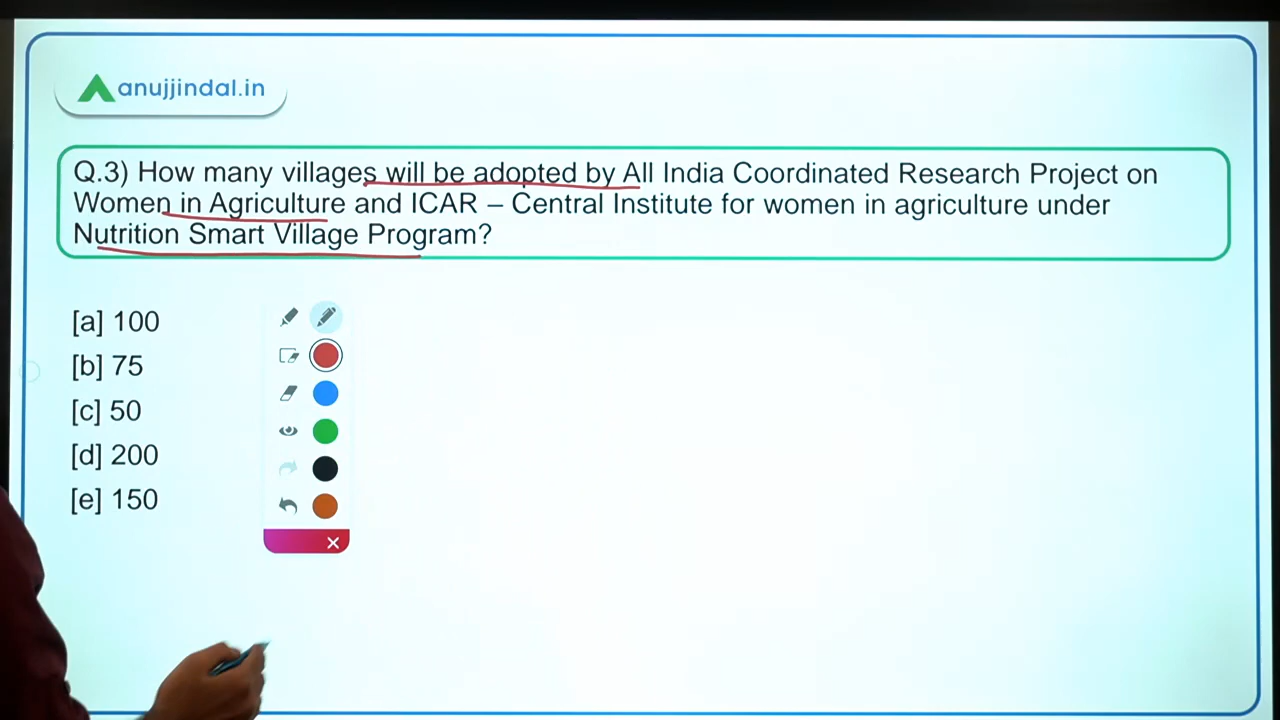 anujjindal.in
Q.3) How many villages will be adopted by All India Coordinated Research Project on
Women in Agriculture and ICAR – Central Institute for women in agriculture under
Nutrition Smart Village Program?
[a] 100
[b] 75
[c] 50
[d] 200
[e] 150